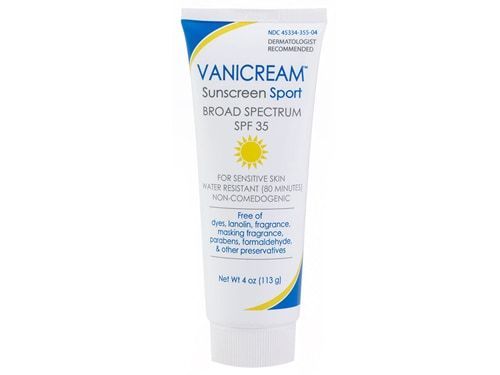 NDC 45334-355-04
DERMATOLOGIST
RECOMMENDED
VANICREAM™
Sunscreen Sport
BROAD SPECTRUM
SPF 35
FOR SENSITIVE SKIN
WATER RESISTANT (80 MINUTES)
NON-COMEDOGENIC
Free of
dyes, lanolin, fragrance,
masking fragrance,
parabens, formaldehyde,
& other preservatives
Net Wt 4 oz (113 g)